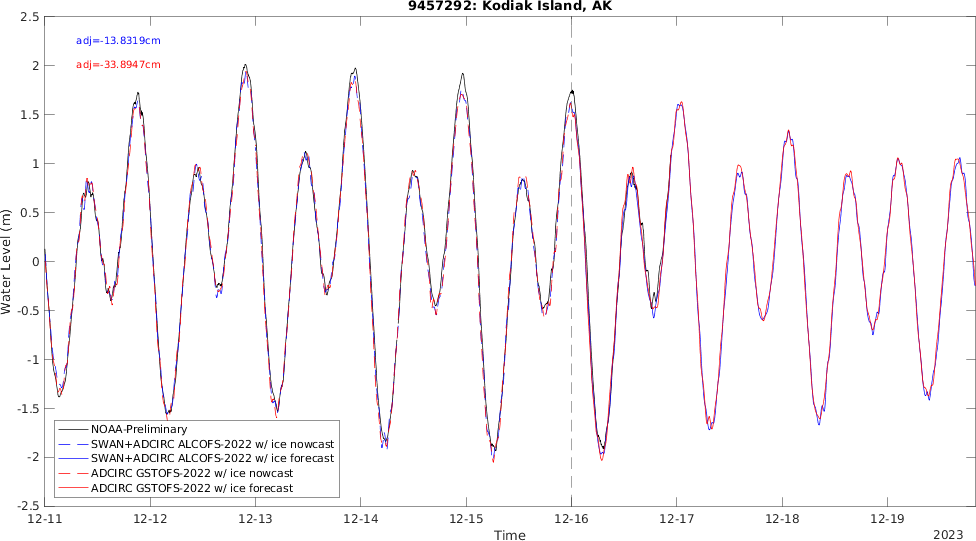 9457292: Kodiak Island, AK
adj=-13.8319cm
adj=-33.8947cm
2.5
2
1.5
1
0.5
0
-0.5
-1
-1.5
-2
-2.5
Water Level (m)
NOAA-Preliminary
SWAN+ADCIRC ALCOFS-2022 w/ ice nowcast
SWAN+ADCIRC ALCOFS-2022 w/ ice forecast
ADCIRC GSTOFS-2022 w/ ice nowcast
ADCIRC GSTOFS-2022 w/ ice forecast
12-11 12-12 12-13 12-14 12-15 12-16 12-17 12-18 12-19
Time
2023